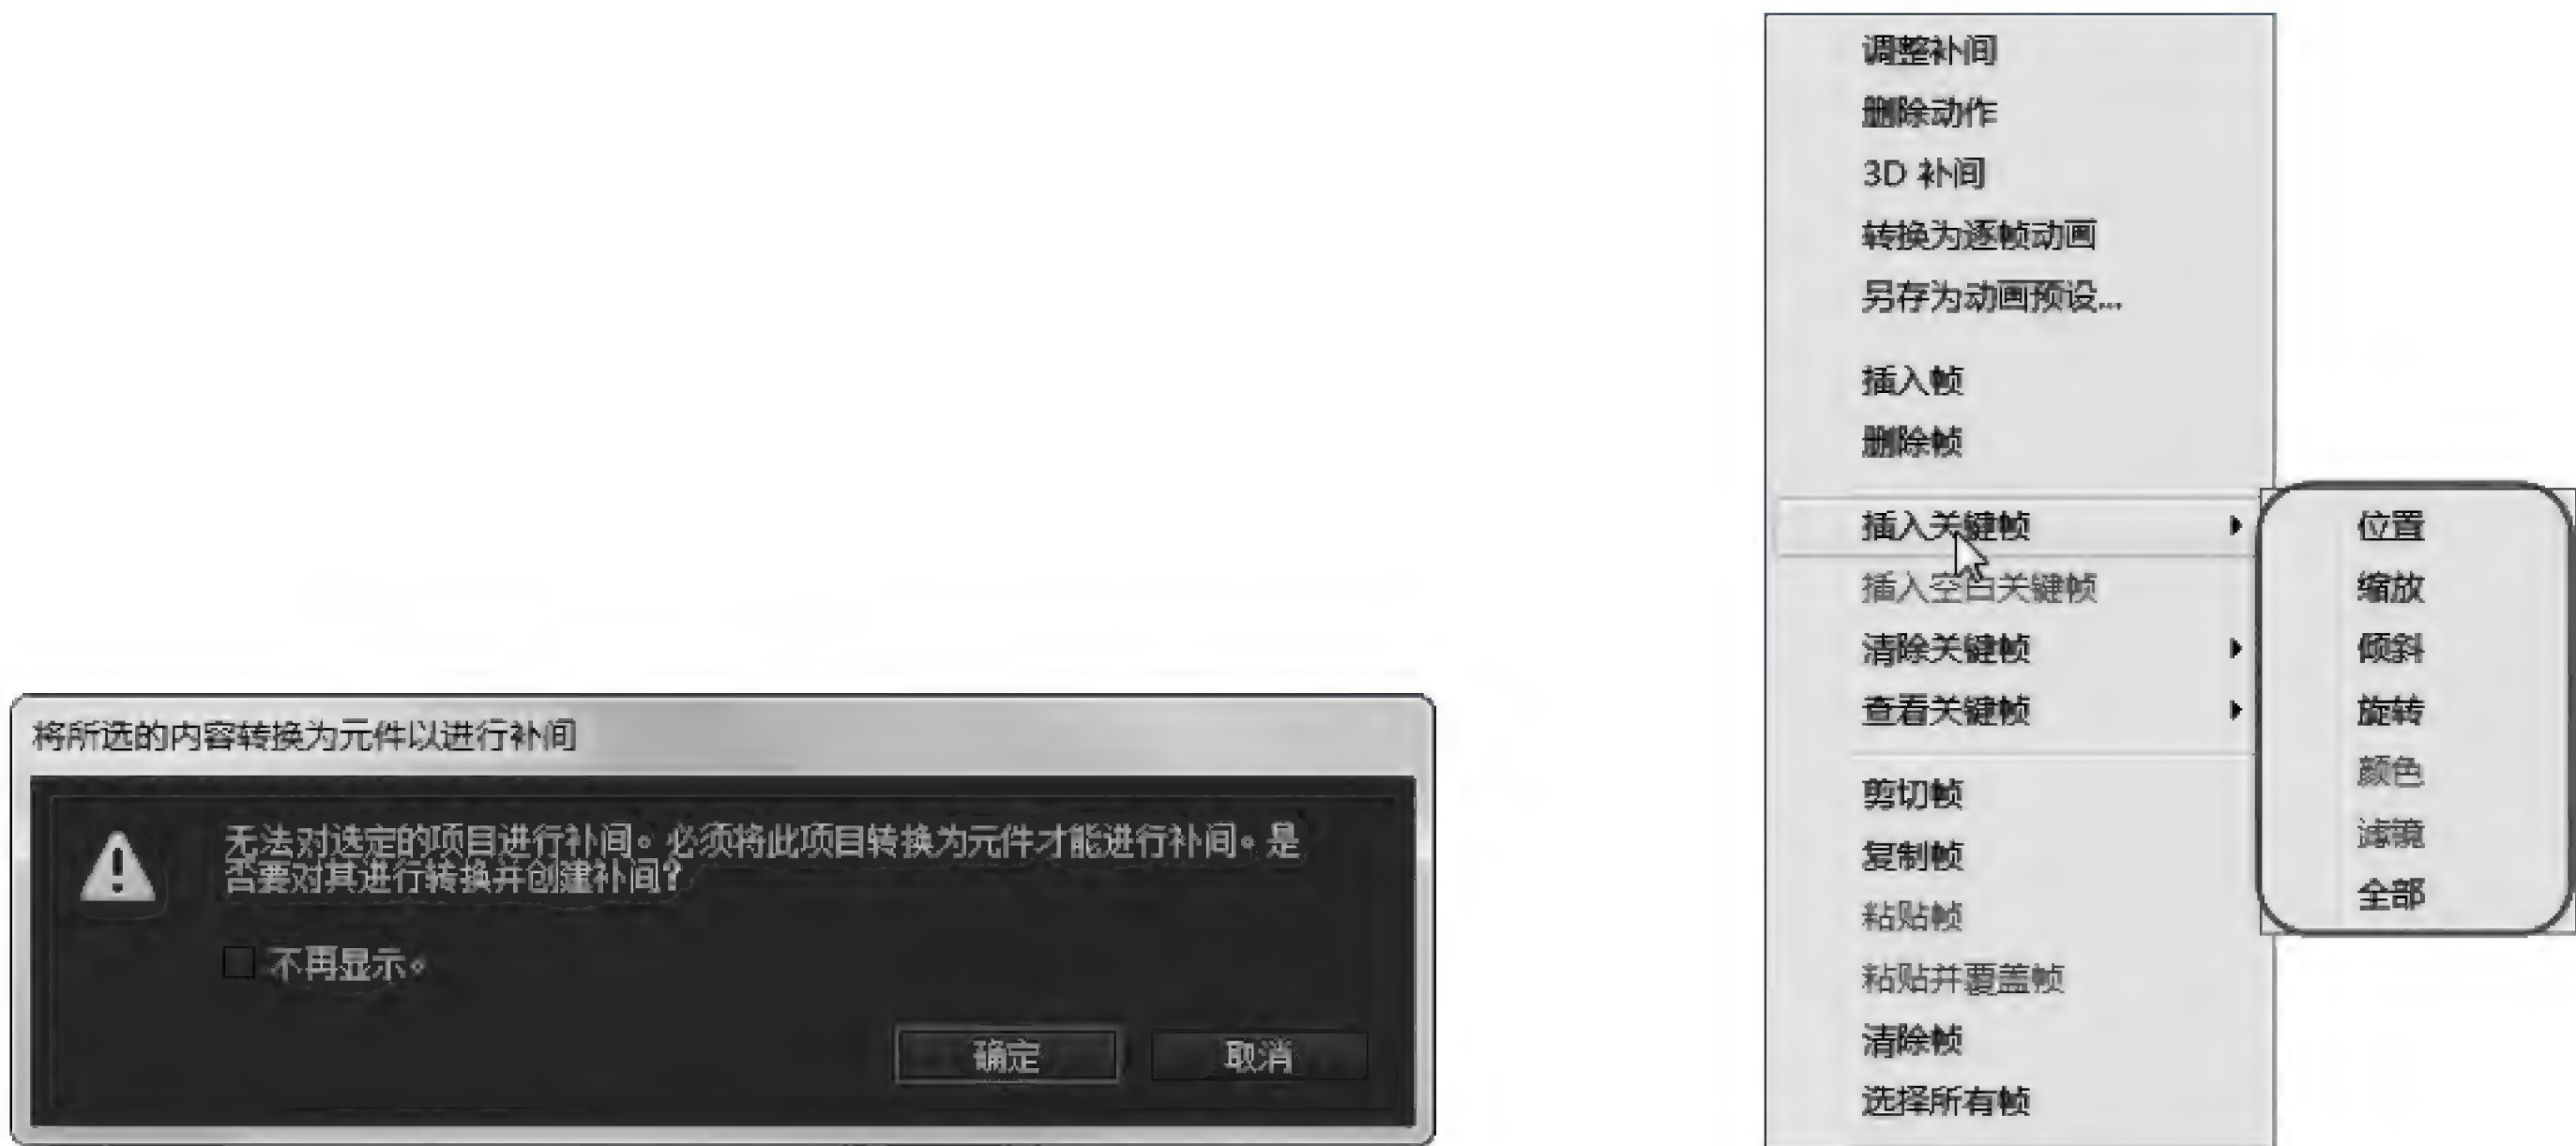 将所选的内容转换为元件以进行补间
无法对选定的项目进行补间。必须将此项目转换为元件才能进行补间。是
否要对其进行转换并创建补间?
不再显示。
确定
取消
调整补间
删除动作
3D 补间
转换为逐帧动画
另存为动画预设...
插入帧
删除帧
插入关键帧
插入空白关键帧
清除关键帧
查看关键帧
剪切帧
复制帧
粘贴帧
粘贴并覆盖帧
清除帧
选择所有帧
位置
缩放
倾斜
旋转
颜色
滤镜
全部